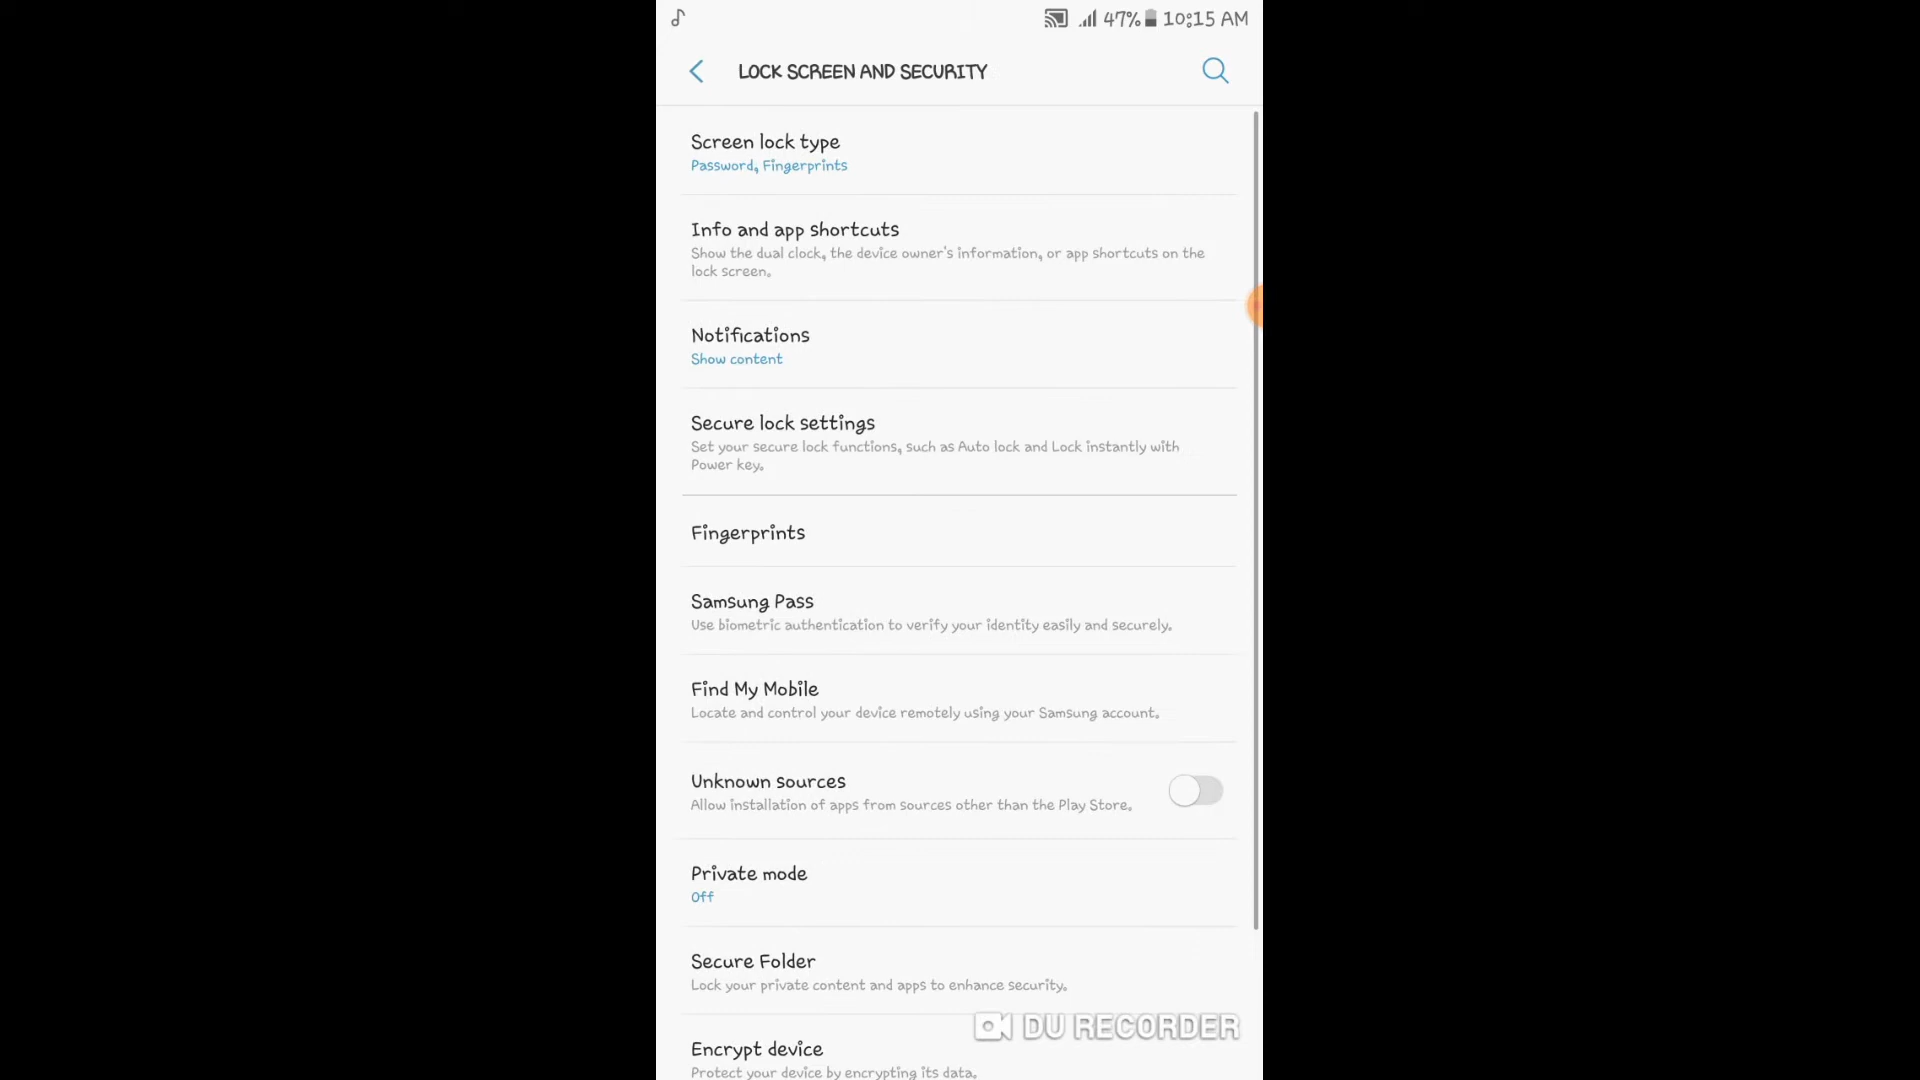 47% 10:15 AM
LOCK SCREEN AND SECURITY
Screen lock type
Password, Fingerprints
Info and app shortcuts
Show the dual clock, the device owner's information, or app shortcuts on the
lock screen.
Notifications
Show content
Secure lock settings
Set your secure lock functions, such as Auto lock and Lock instantly with
Power key.
Fingerprints
Samsung Pass
Use biometric authentication to verify your identity easily and securely.
Find My Mobile
Locate and control your device remotely using your Samsung account.
Unknown sources
Allow installation of apps from sources other than the Play Store.
Private mode
Off
Secure Folder
Lock your private content and apps to enhance security.
DU RECORDER
Encrypt device
Protect your device by encrypting its data.